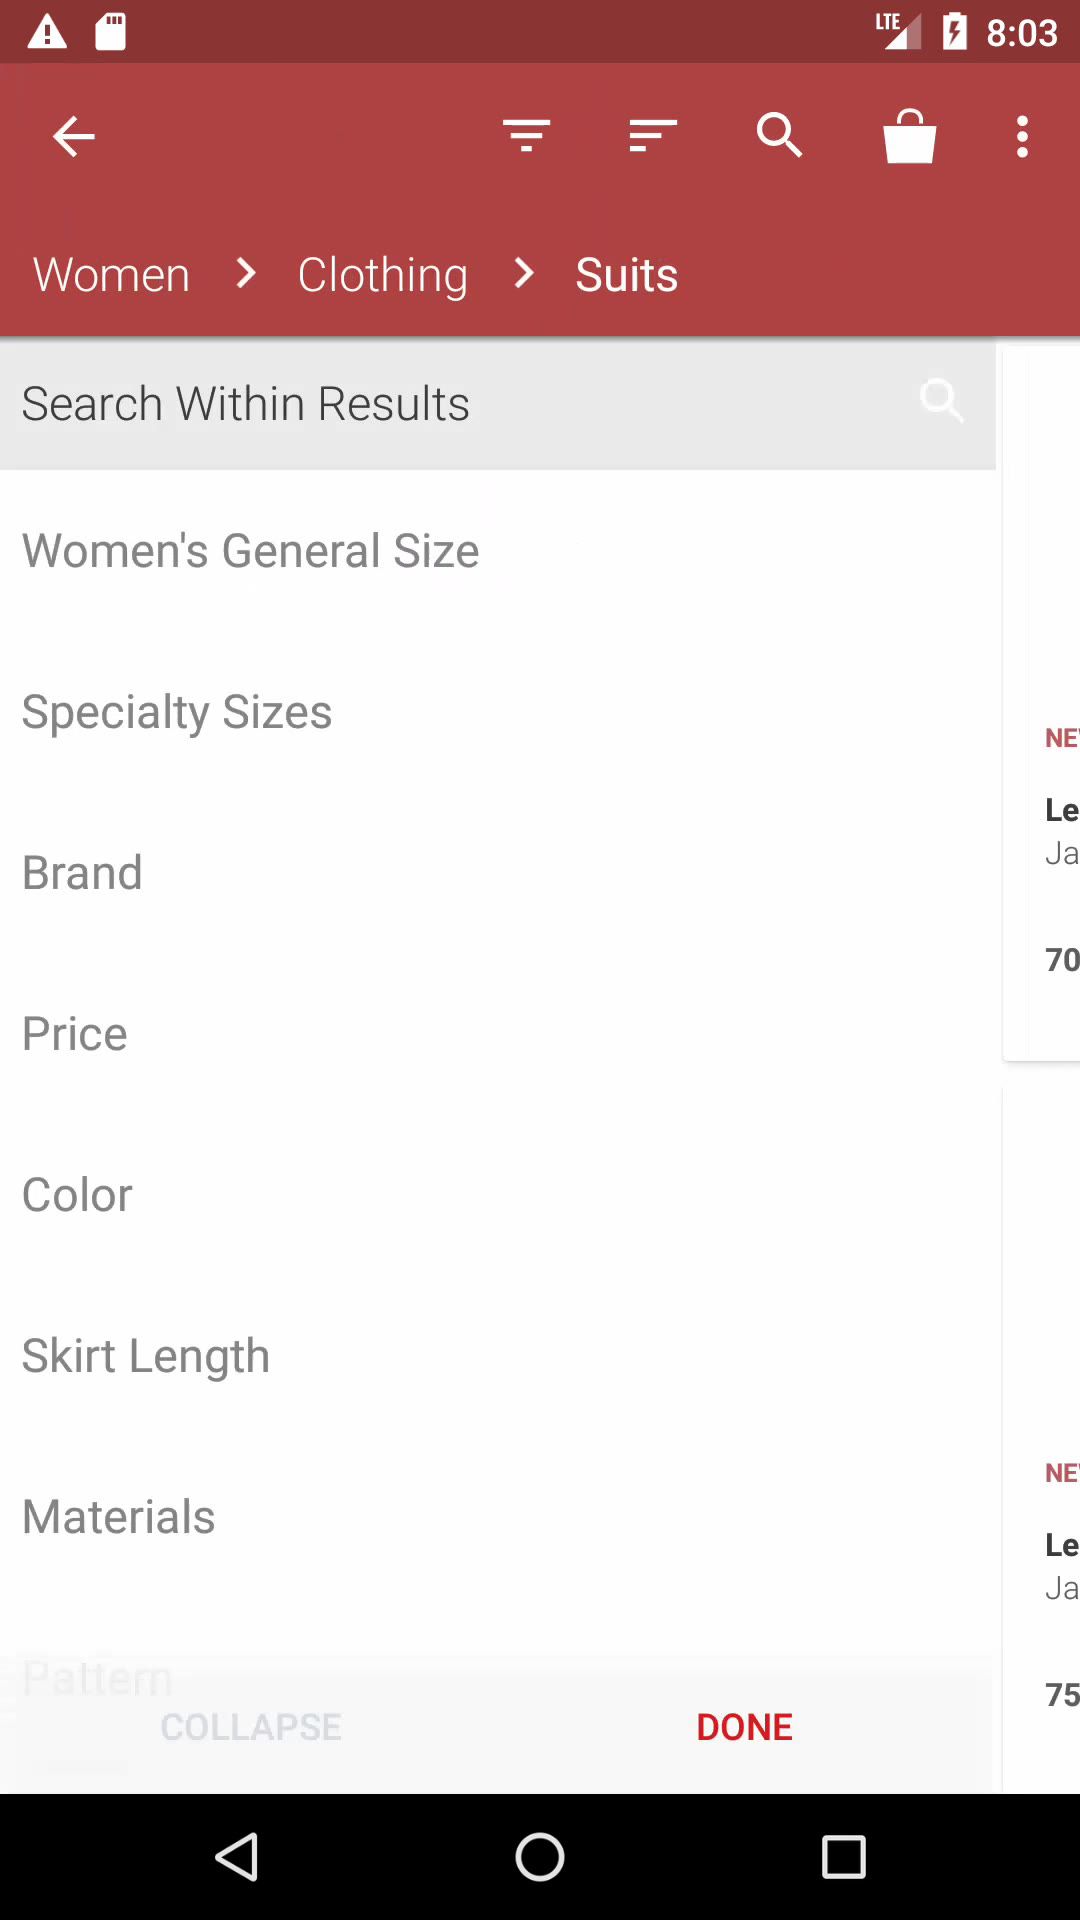 LTE 8:03
Women Clothing Suits
Search Within Results
Women's General Size
Specialty Sizes
NE
Le
Ja
Brand
70
Price
Color
Skirt Length
NE
Materials
Le
Ja
Pattern
75
COLLAPSE DONE